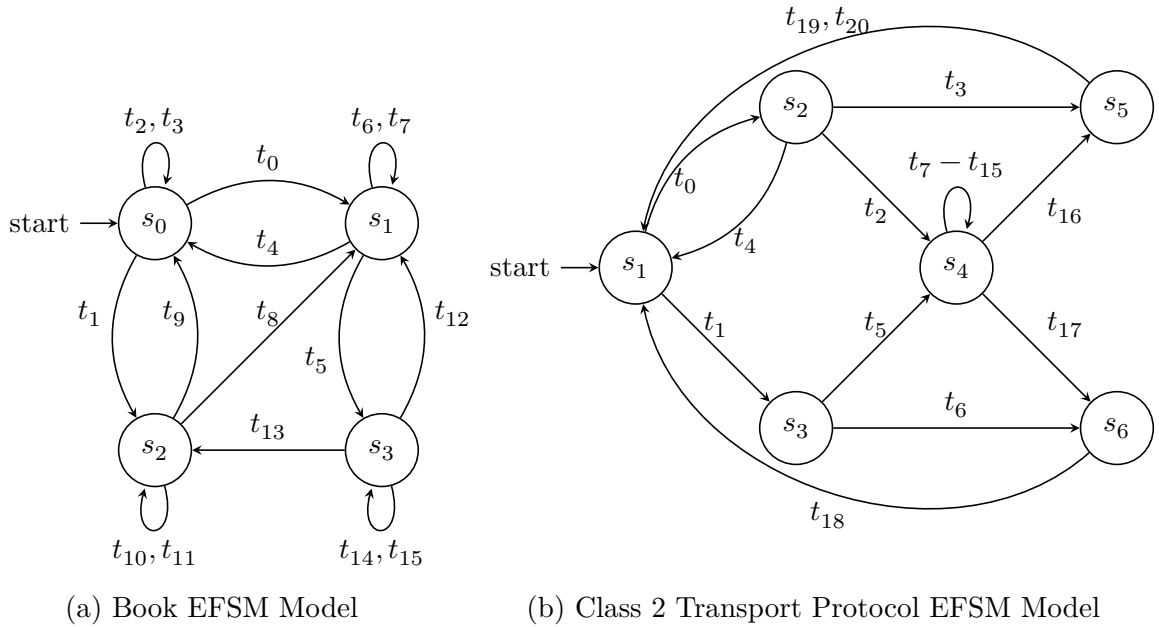 t2, t3
t6, t7
t0
start
s0
s1
t4
t1
t9
t8
t5
t12
s2
t13
s3
t10, t11
t14, t15
(a) Book EFSM Model
t19, t20
s2
t3
s5
t0
t7 − t15
t2
t16
t4
start
s1
s4
t1
t5
t17
s3
t6
s6
t18
(b) Class 2 Transport Protocol EFSM Model